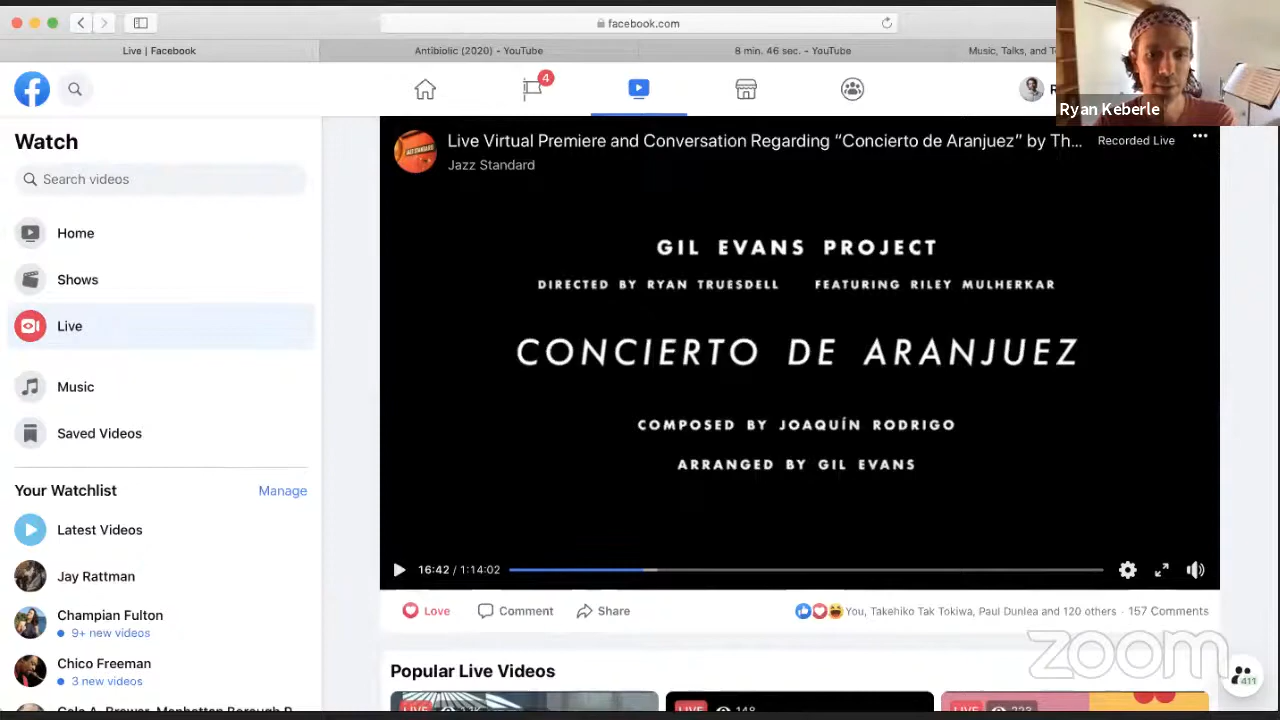 facebook.com
Live | Facebook
Antibiolic (2020) - YouTube
8 min. 46 sec. - YouTube
Music, Talks, and T
Ryan Keberle
4
Watch
Search videos
Home
Shows
Live
Music
Saved Videos
Your Watchlist
Manage
Latest Videos
Jay Rattman
Champian Fulton
9+ new videos
Chico Freeman
3 new videos
Live Virtual Premiere and Conversation Regarding “Concierto de Aranjuez” by Th...
Recorded Live
Jazz Standard
GIL EVANS PROJECT
DIRECTED BY RYAN TRUESDELL FEATURING RILEY MULHERKAR
CONCIERTO DE ARANJUEZ
COMPOSED BY JOAQUÍN RODRIGO
ARRANGED BY GIL EVANS
16:42 / 1:14:02
Love
Comment
Share
You, Takehiko Tak Tokiwa, Paul Dunlea and 120 others · 157 Comments
Popular Live Videos
LIVE
LIVE 148
LIVE 223
zoom
411